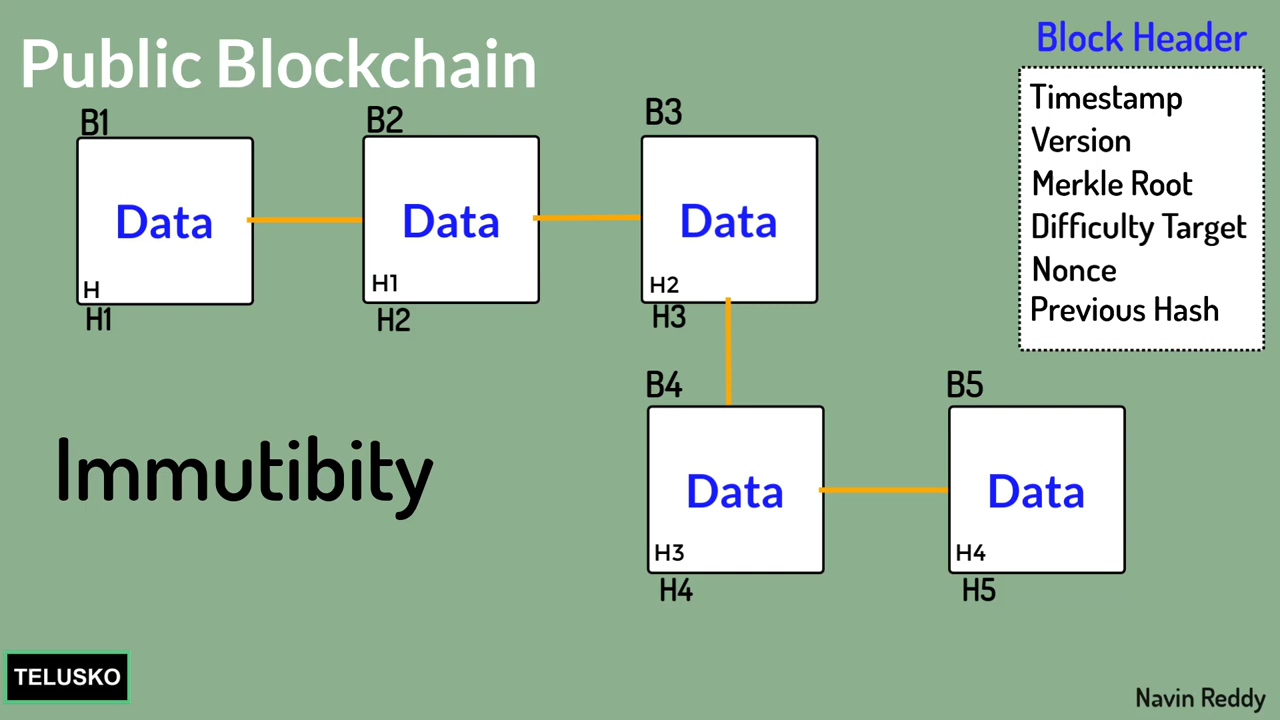 Public Blockchain
Block Header
Timestamp
Version
Merkle Root
Difficulty Target
Nonce
Previous Hash
B1
Data
H
H1
B2
Data
H1
H2
B3
Data
H2
H3
B4
Data
H3
H4
B5
Data
H4
H5
Immutibity
TELUSKO
Navin Reddy